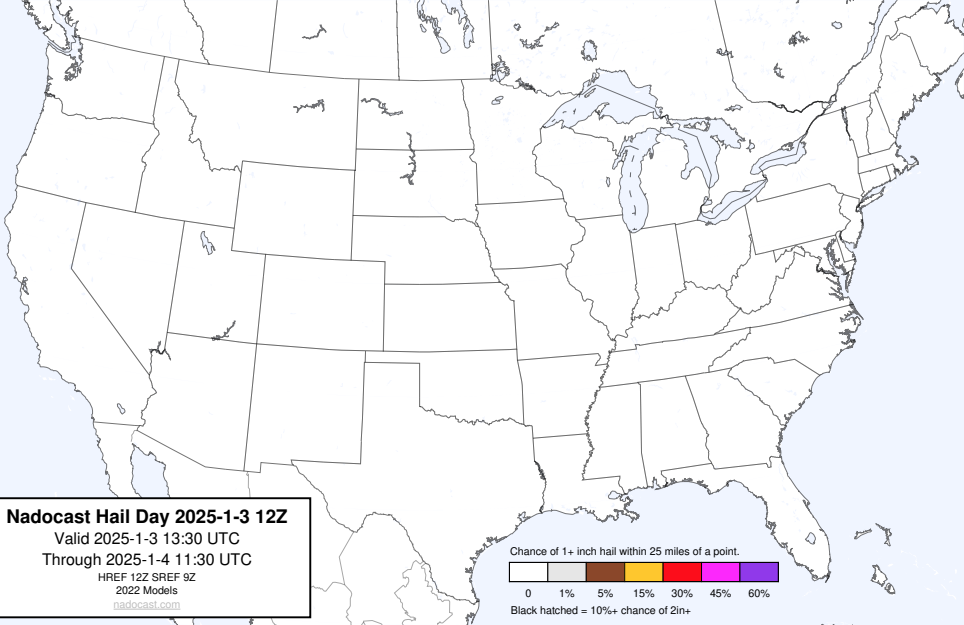 Nadocast Hail Day 2025-1-3 12Z
Valid 2025-1-3 13:30 UTC
Through 2025-1-4 11:30 UTC
HREF 12Z SREF 9Z
2022 Models
nadocast.com
Chance of 1+ inch hail within 25 miles of a point.
0 1% 5% 15% 30% 45% 60%
Black hatched = 10%+ chance of 2in+